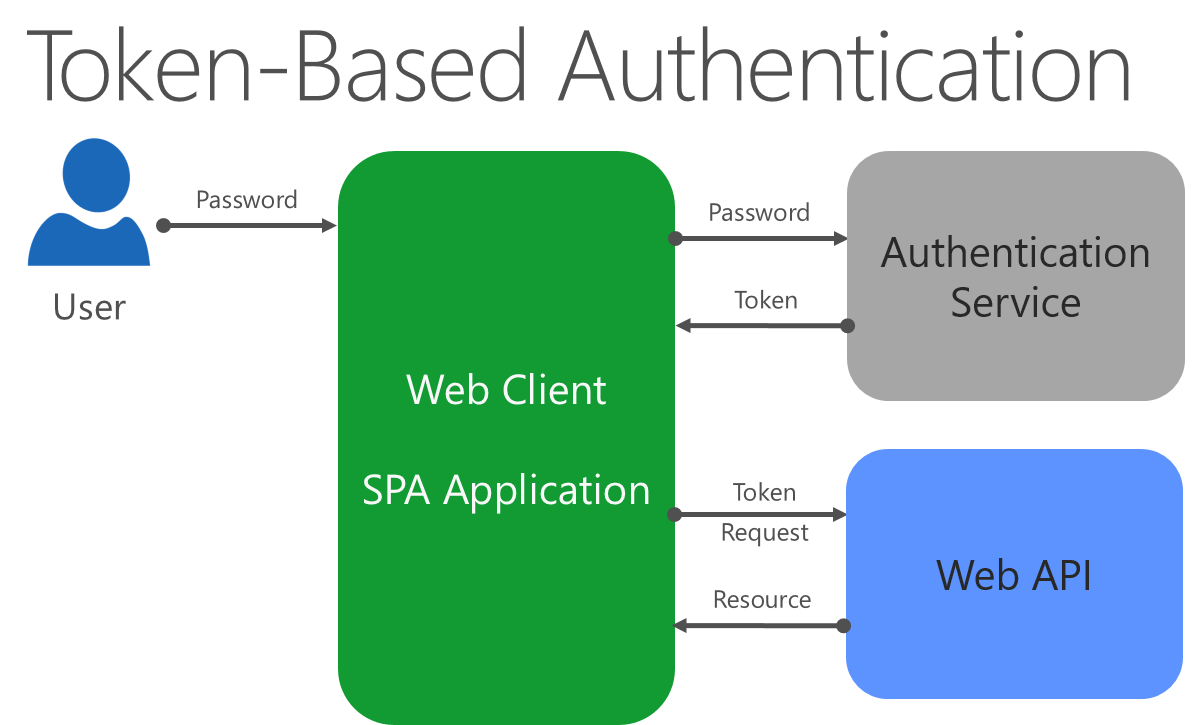 Token-Based Authentication
Password
User
Web Client
SPA Application
Password
Token
Authentication
Service
Token
Request
Resource
Web API